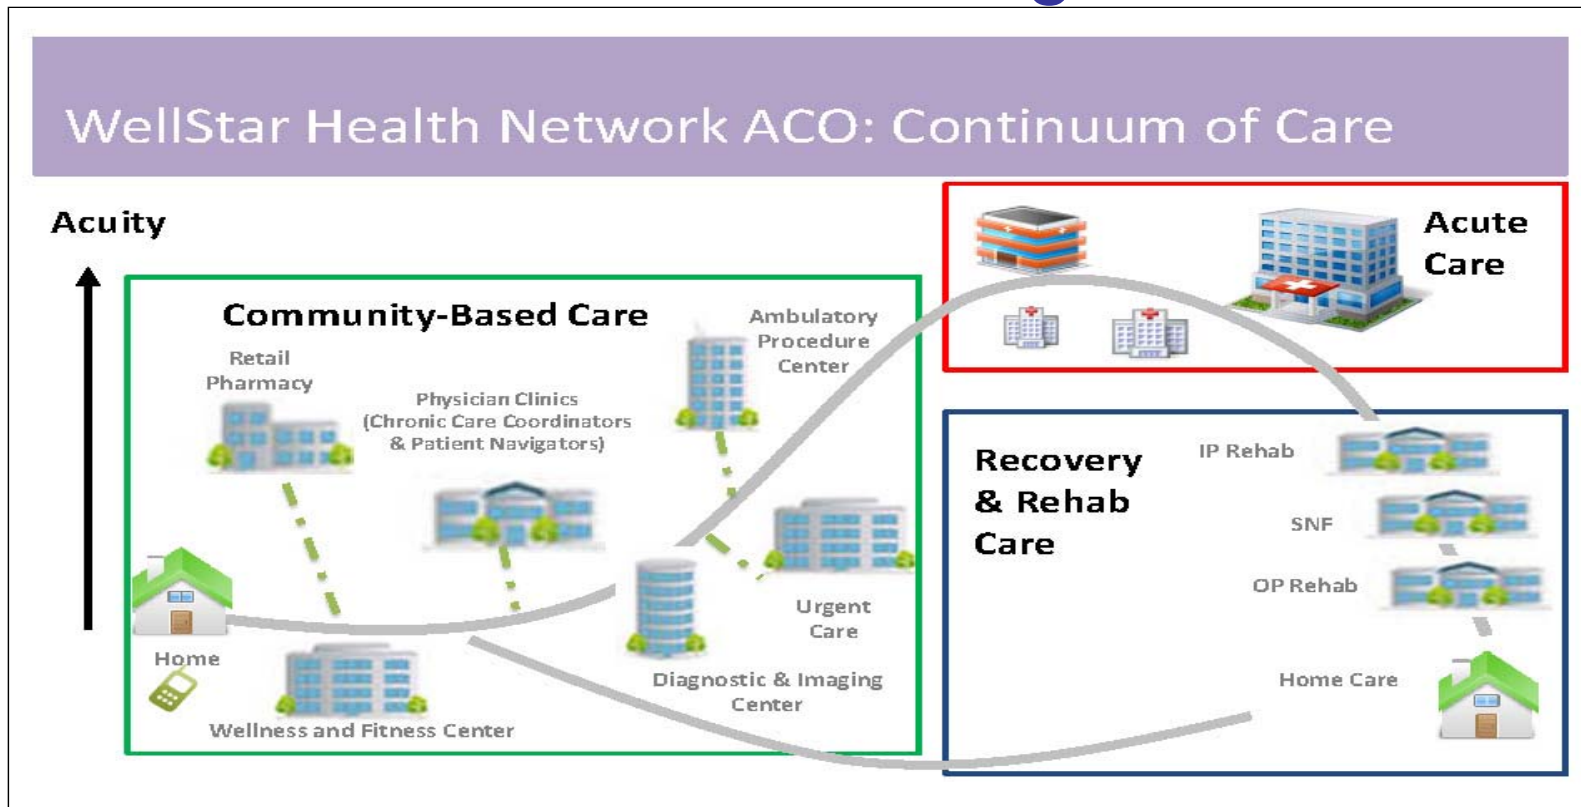 WellStar Health Network ACO: Continuum of Care
Acuity
Community-Based Care
Retail
Pharmacy
Physician Clinics
(Chronic Care Coordinators
& Patient Navigators)
Ambulatory
Procedure
Center
Home
Wellness and Fitness Center
Diagnostic & Imaging
Center
Urgent
Care
Acute
Care
Recovery
& Rehab
Care
IP Rehab
SNF
OP Rehab
Home Care